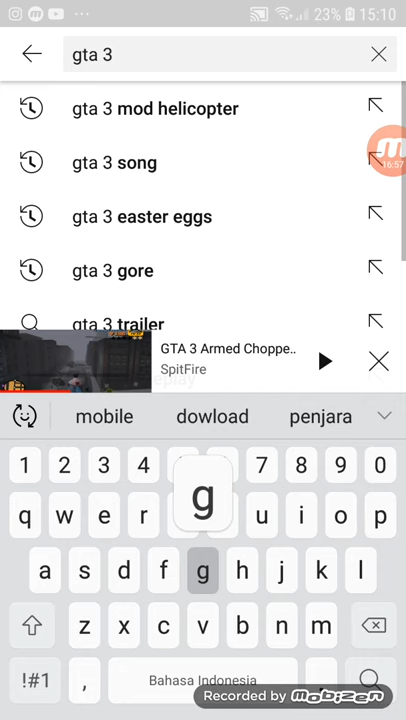 23% 15:10
gta 3
gta 3 mod helicopter
gta 3 song
16:57
gta 3 easter eggs
gta 3 gore
gta 3 trailer
GTA 3 Armed Choppe..
SpitFire
mobile dowload penjara
1 2 3 4 7 8 9 0
g
q w e r u i o p
a s d f g h j k l
z x c v b n m
!#1 , Bahasa Indonesia
Recorded by mobizen